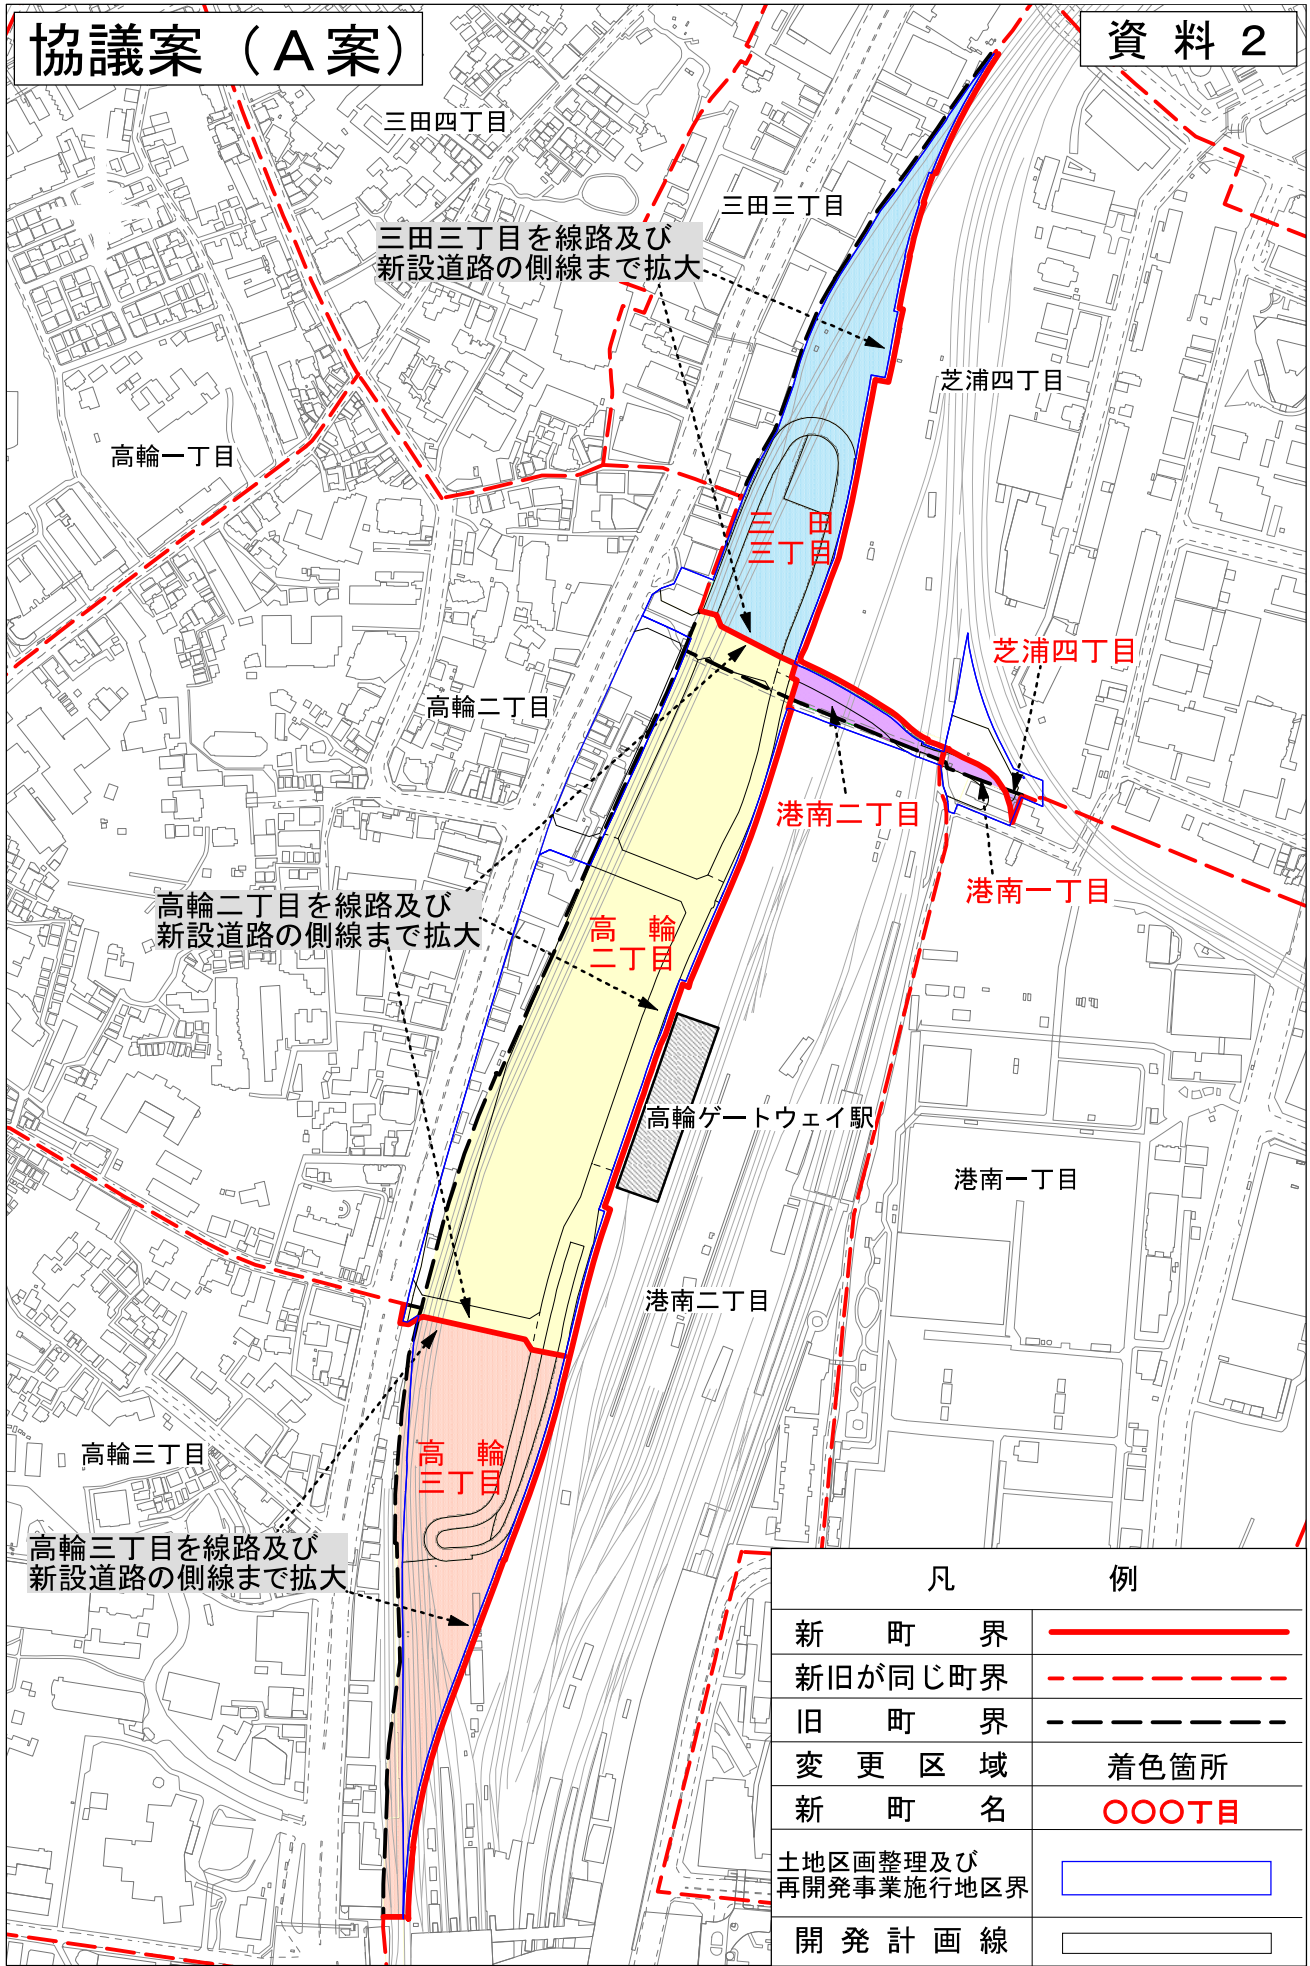 協議案（Ａ案）
資料２
三田四丁目
三田三丁目
三田三丁目を線路及び
新設道路の側線まで拡大
芝浦四丁目
高輪一丁目
三田
三丁目
芝浦四丁目
高輪二丁目
港南二丁目
港南一丁目
高輪二丁目を線路及び
新設道路の側線まで拡大
高輪
二丁目
高輪ゲートウェイ駅
港南一丁目
港南二丁目
高輪三丁目
高輪
三丁目
高輪三丁目を線路及び
新設道路の側線まで拡大
凡例
新町界
新旧が同じ町界
旧町界
変更区域 着色箇所
新町名 〇〇〇丁目
土地区画整理及び
再開発事業施行地区界
開発計画線